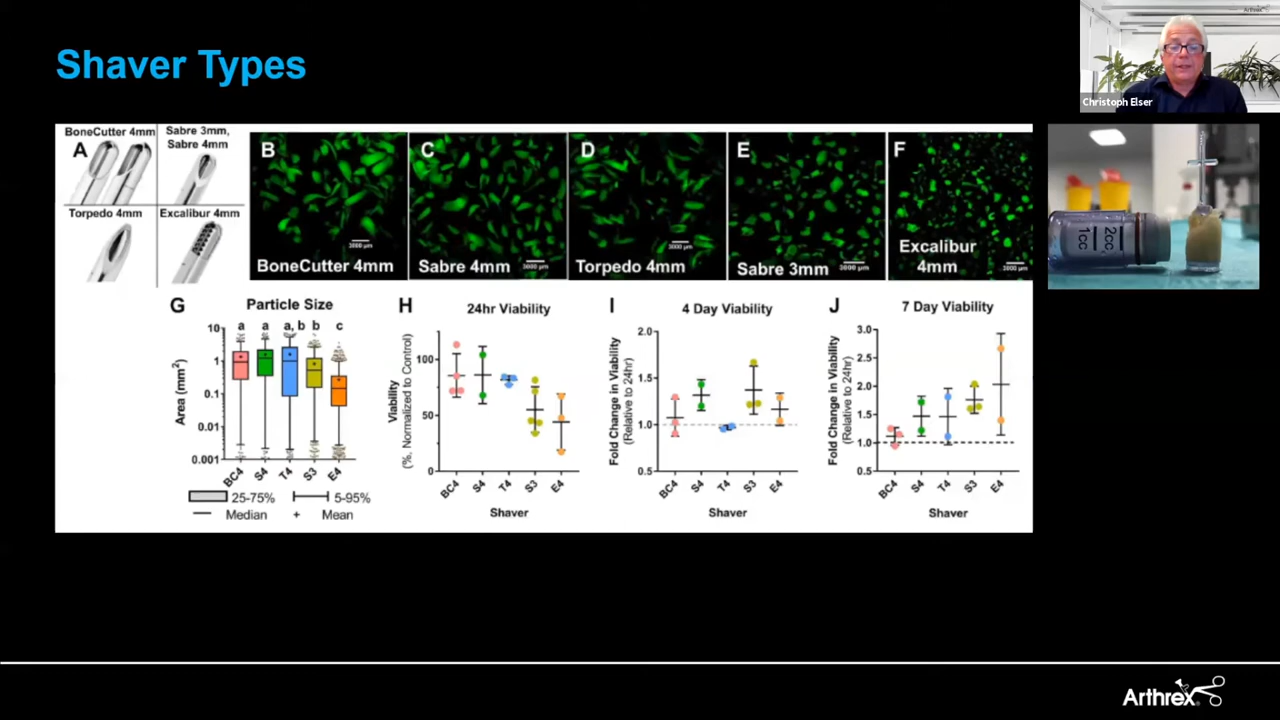 Shaver Types
Arthrex
Christoph Elser
1cc
2cc
A
BoneCutter 4mm
Sabre 3mm,
Sabre 4mm
Torpedo 4mm
Excalibur 4mm
B
3000 µm
BoneCutter 4mm
C
3000 µm
Sabre 4mm
D
3000 µm
Torpedo 4mm
E
3000 µm
Sabre 3mm
F
Excalibur
4mm
3000 µm
G
Particle Size
a a a, b b c
10
1
0.1
0.01
0.001
Area (mm²)
BC4 S4 T4 S3 E4
25-75%
5-95%
Median
Mean
H
24hr Viability
Viability
(%, Normalized to Control)
100
50
0
BC4 S4 T4 S3 E4
Shaver
I
4 Day Viability
Fold Change in Viability
(Relative to 24hr)
2.0
1.5
1.0
0.5
BC4 S4 T4 S3 E4
Shaver
J
7 Day Viability
Fold Change in Viability
(Relative to 24hr)
3.0
2.5
2.0
1.5
1.0
0.5
BC4 S4 T4 S3 E4
Shaver
Arthrex